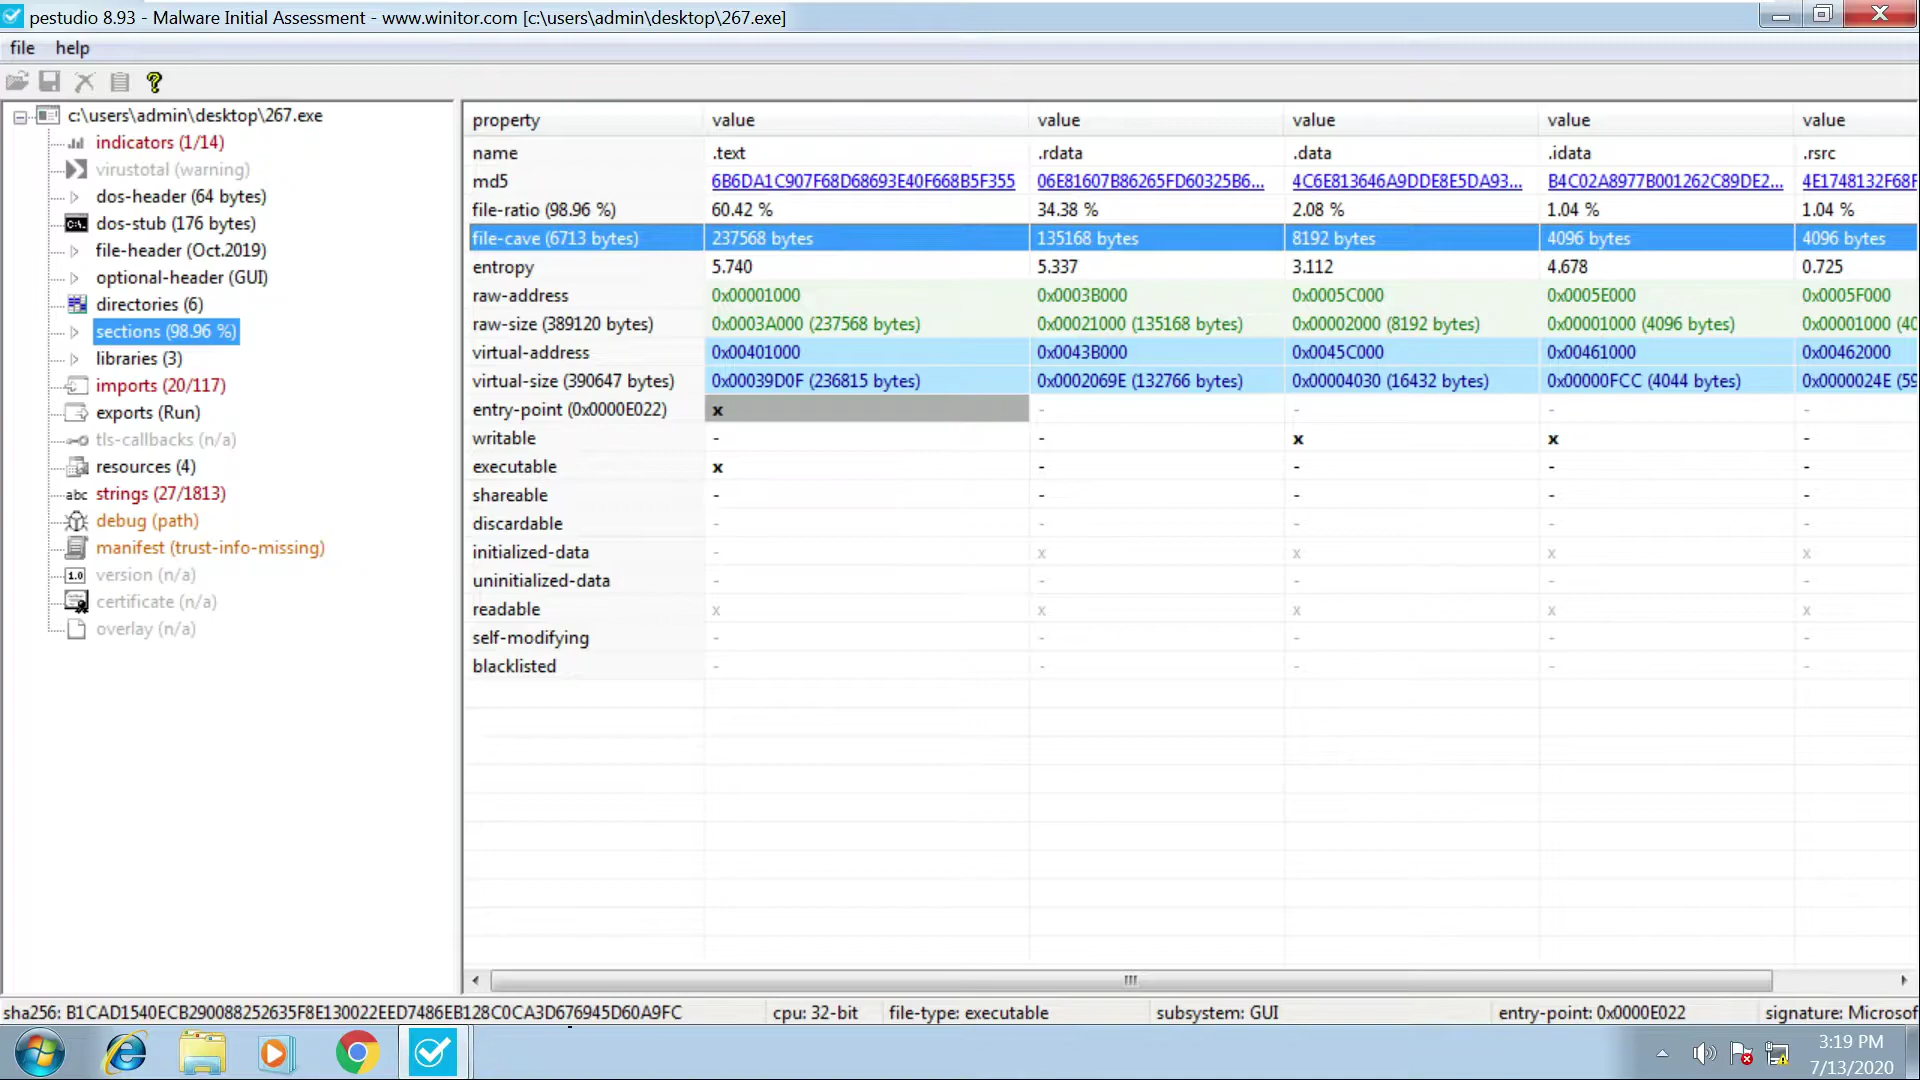 pestudio 8.93 - Malware Initial Assessment - www.winitor.com [c:\users\admin\desktop\267.exe]
file help
c:\users\admin\desktop\267.exe
indicators (1/14)
virustotal (warning)
dos-header (64 bytes)
dos-stub (176 bytes)
file-header (Oct.2019)
optional-header (GUI)
directories (6)
sections (98.96 %)
libraries (3)
imports (20/117)
exports (Run)
tls-callbacks (n/a)
resources (4)
abc strings (27/1813)
debug (path)
manifest (trust-info-missing)
1.0 version (n/a)
certificate (n/a)
overlay (n/a)
property value value value value value
name .text .rdata .data .idata .rsrc
md5 6B6DA1C907F68D68693E40F668B5F355 06E81607B86265FD60325B6... 4C6E813646A9DDE8E5DA93... B4C02A8977B001262C89DE2... 4E1748132F68F
file-ratio (98.96 %) 60.42 % 34.38 % 2.08 % 1.04 % 1.04 %
file-cave (6713 bytes) 237568 bytes 135168 bytes 8192 bytes 4096 bytes 4096 bytes
entropy 5.740 5.337 3.112 4.678 0.725
raw-address 0x00001000 0x0003B000 0x0005C000 0x0005E000 0x0005F000
raw-size (389120 bytes) 0x0003A000 (237568 bytes) 0x00021000 (135168 bytes) 0x00002000 (8192 bytes) 0x00001000 (4096 bytes) 0x00001000 (40
virtual-address 0x00401000 0x0043B000 0x0045C000 0x00461000 0x00462000
virtual-size (390647 bytes) 0x00039D0F (236815 bytes) 0x0002069E (132766 bytes) 0x00004030 (16432 bytes) 0x00000FCC (4044 bytes) 0x0000024E (59
entry-point (0x0000E022) x - - - -
writable - - x x -
executable x - - - -
shareable - - - - -
discardable - - - - -
initialized-data - x x x x
uninitialized-data - - - - -
readable x x x x x
self-modifying - - - - -
blacklisted - - - - -
sha256: B1CAD1540ECB290088252635F8E130022EED7486EB128C0CA3D676945D60A9FC cpu: 32-bit file-type: executable subsystem: GUI entry-point: 0x0000E022 signature: Microsof
3:19 PM
7/13/2020